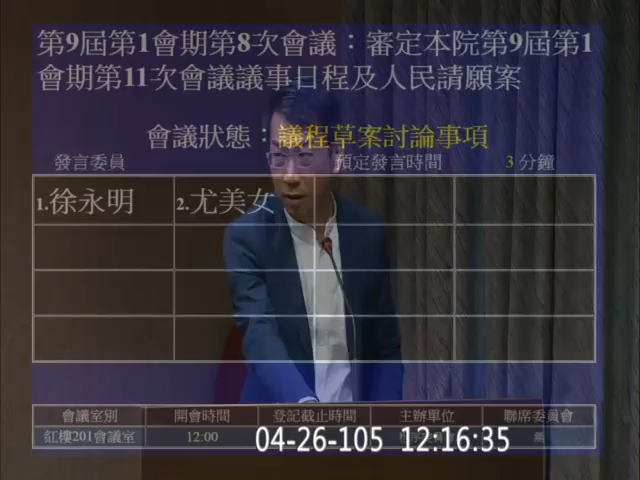 第9屆第1會期第8次會議：審定本院第9屆第1
會期第11次會議議事日程及人民請願案
會議狀態：議程草案討論事項
發言委員 預定發言時間 3 分鐘
1.徐永明 2.尤美女
會議室別 開會時間 登記截止時間 主辦單位 聯席委員會
紅樓201會議室 12:00 無
04-26-105 12:16:35